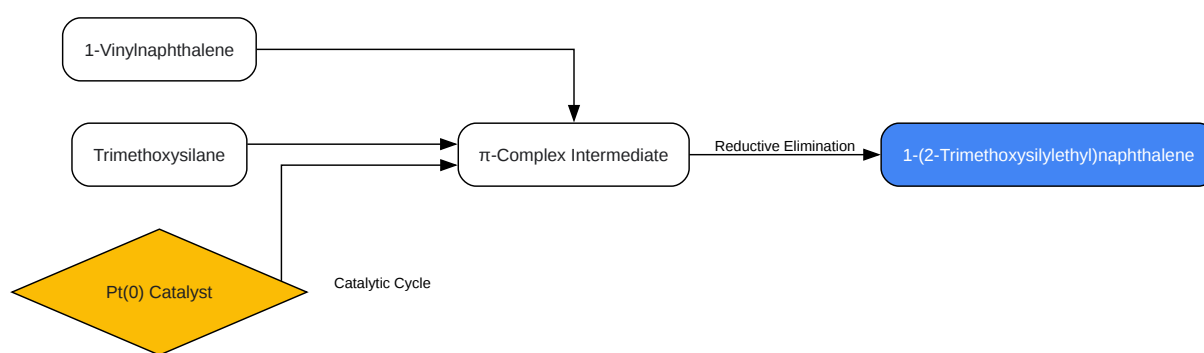 1-Vinylnaphthalene
Trimethoxysilane
π-Complex Intermediate
Reductive Elimination
1-(2-Trimethoxysilylethyl)naphthalene
Pt(0) Catalyst
Catalytic Cycle